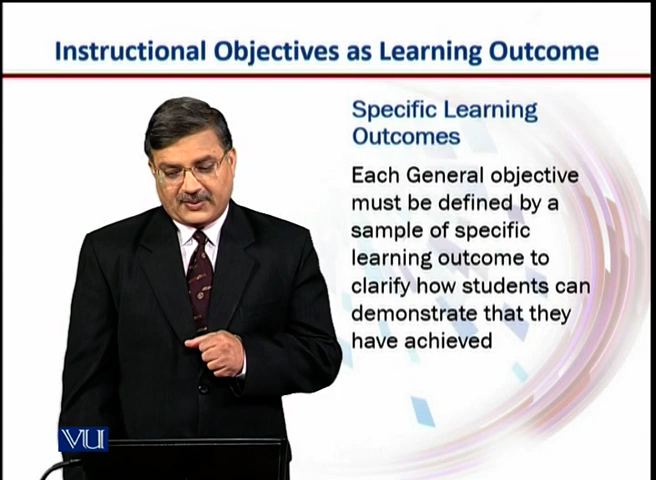 Instructional Objectives as Learning Outcome
Specific Learning
Outcomes
Each General objective
must be defined by a
sample of specific
learning outcome to
clarify how students can
demonstrate that they
have achieved
VU